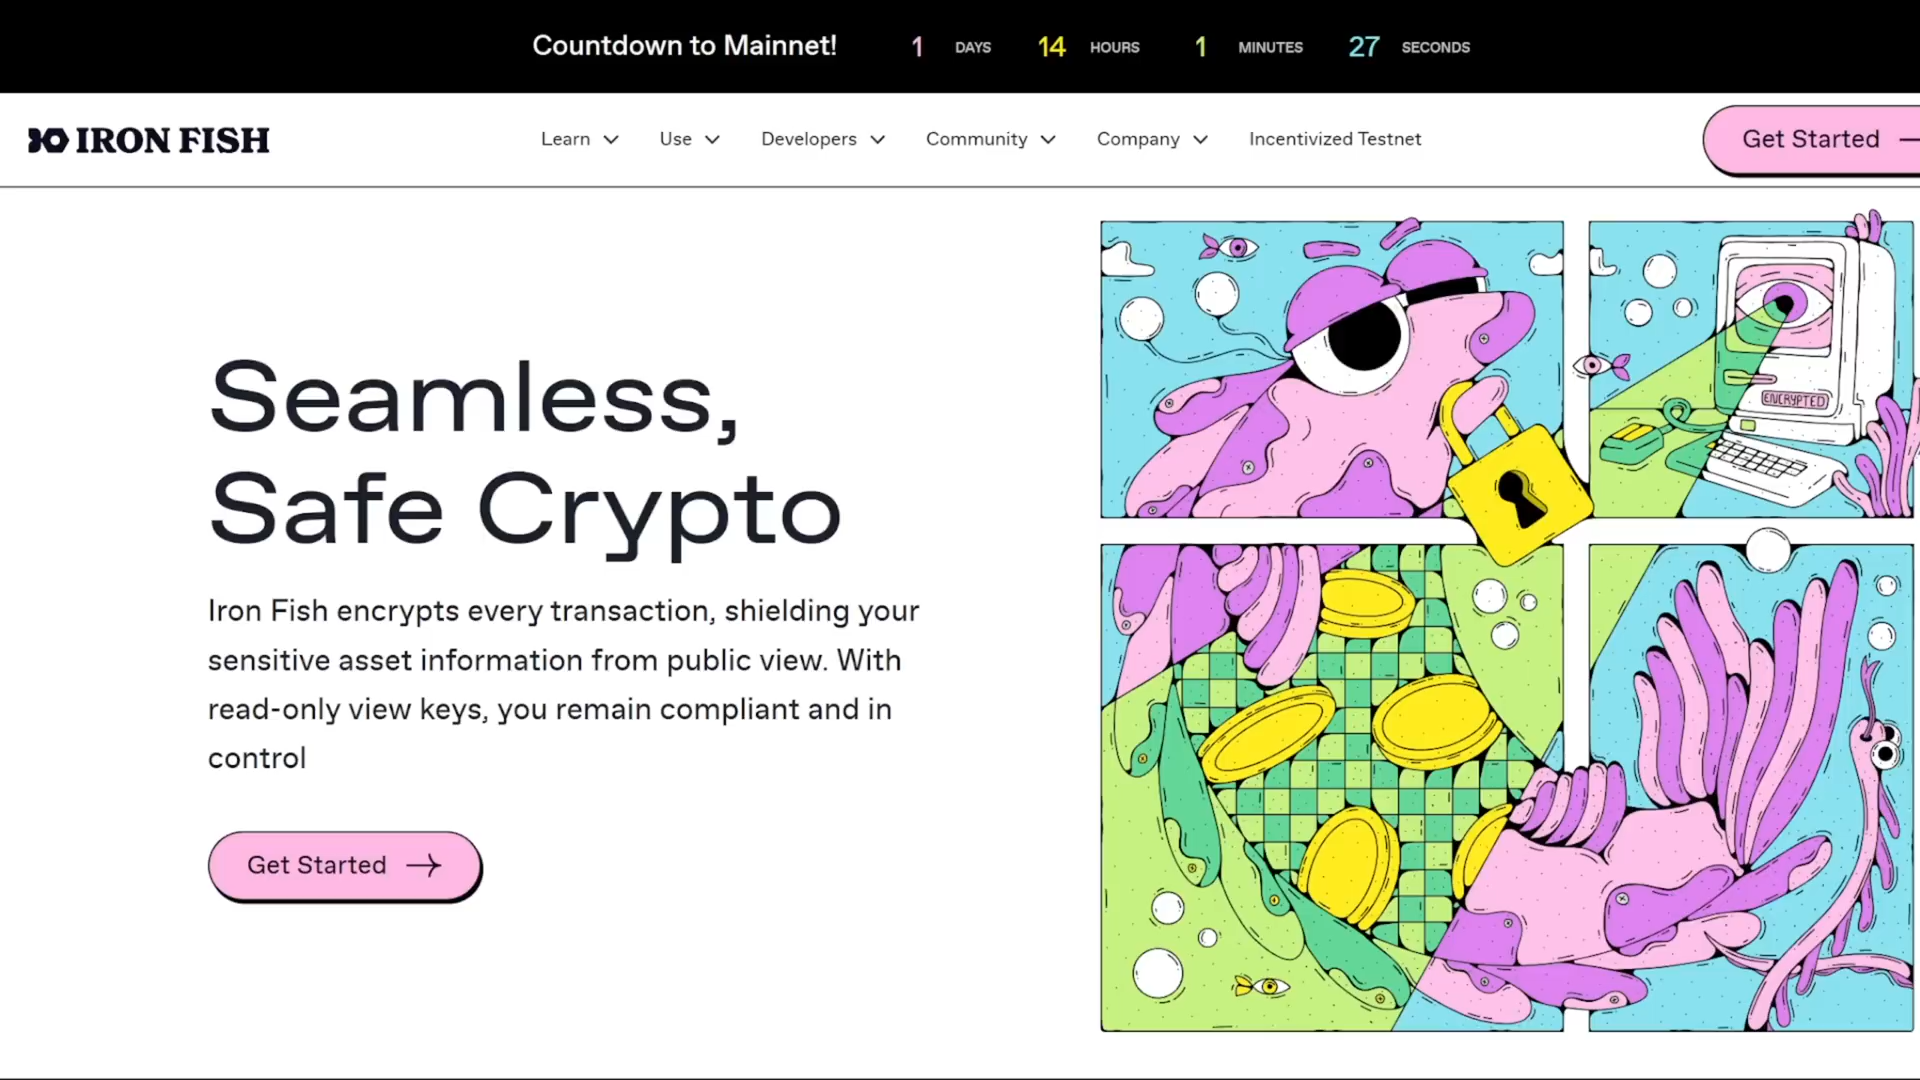 Countdown to Mainnet! 1 DAYS 14 HOURS 1 MINUTES 27 SECONDS
IRON FISH Learn Use Developers Community Company Incentivized Testnet Get Started
ENCRYPTED
Seamless,
Safe Crypto
Iron Fish encrypts every transaction, shielding your
sensitive asset information from public view. With
read-only view keys, you remain compliant and in
control
Get Started